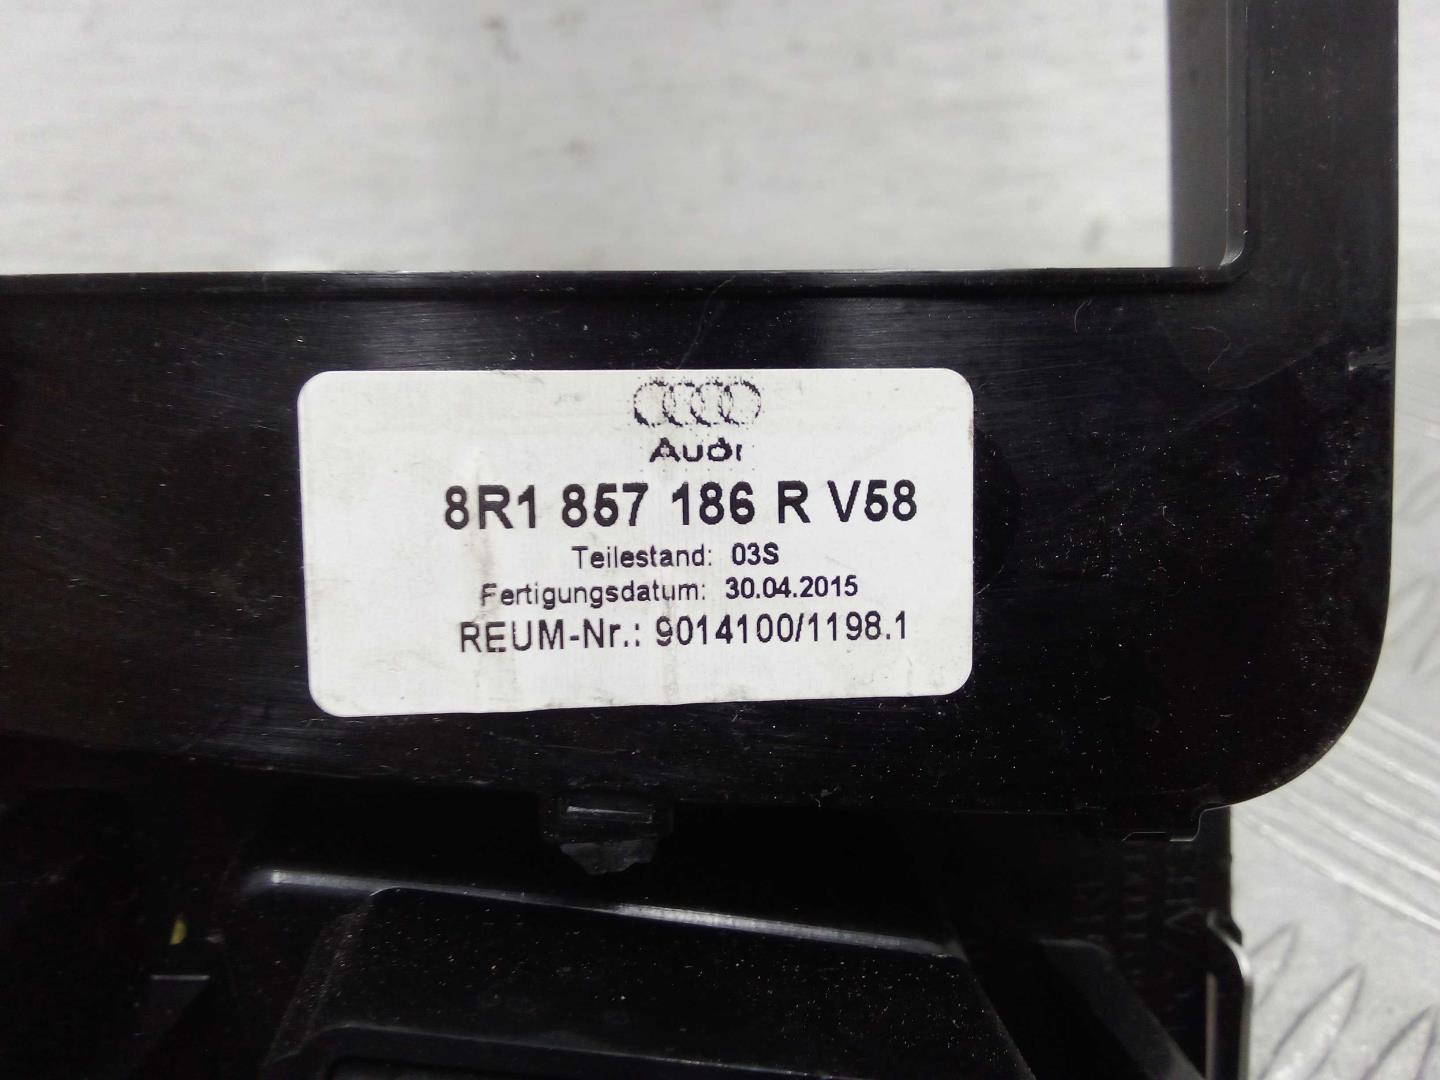 Audi
8R1 857 186 R V58
Teilestand: 03S
Fertigungsdatum: 30.04.2015
REUM-Nr.: 9014100/1198.1